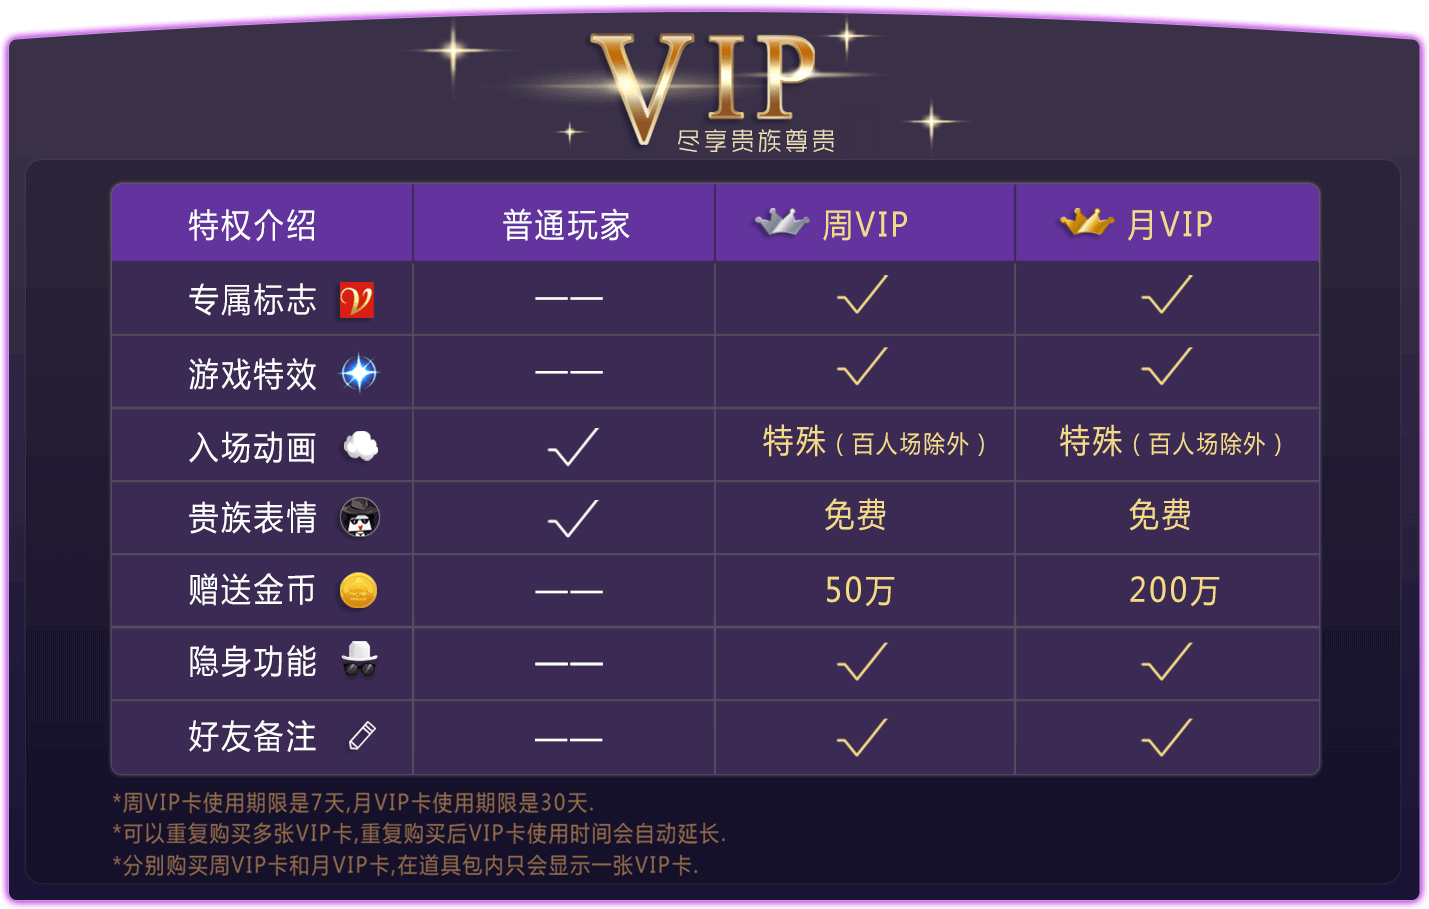 VIP
尽享贵族尊贵
特权介绍 普通玩家 周VIP 月VIP
专属标志 V —— √ √
游戏特效 —— √ √
入场动画 √ 特殊（百人场除外） 特殊（百人场除外）
贵族表情 √ 免费 免费
赠送金币 —— 50万 200万
隐身功能 —— √ √
好友备注 —— √ √
*周VIP卡使用期限是7天,月VIP卡使用期限是30天.
*可以重复购买多张VIP卡,重复购买后VIP卡使用时间会自动延长.
*分别购买周VIP卡和月VIP卡,在道具包内只会显示一张VIP卡.